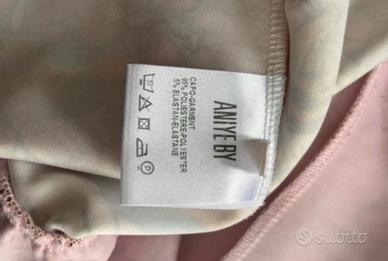 ANIYE BY
CAPO-GARMENT
95% POLIESTERE-POLYESTER
5% ELASTAN-ELASTANE
subito